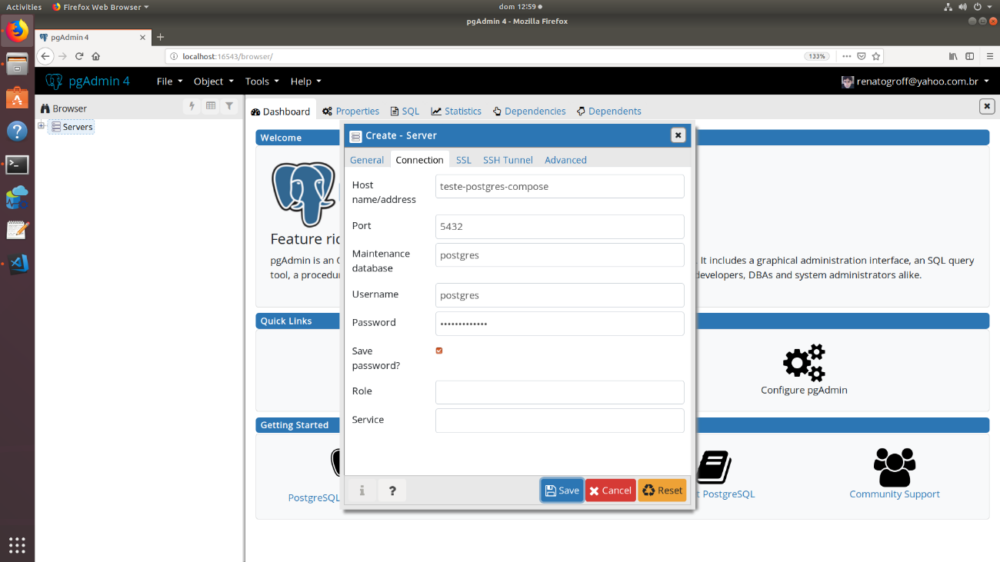 Activities Firefox Web Browser dom 12:59
pgAdmin 4 - Mozilla Firefox
pgAdmin 4
localhost:16543/browser/ 133%
pgAdmin 4 File Object Tools Help renatogroff@yahoo.com.br
Browser
Servers
Dashboard Properties SQL Statistics Dependencies Dependents
Welcome
Feature ric
pgAdmin is an O
. It includes a graphical administration interface, an SQL query
tool, a procedur
developers, DBAs and system administrators alike.
Quick Links
Configure pgAdmin
Getting Started
PostgreSQL
t PostgreSQL
Community Support
Create - Server
General Connection SSL SSH Tunnel Advanced
Host
name/address
teste-postgres-compose
Port 5432
Maintenance
database
postgres
Username postgres
Password •••••••••••••
Save
password?
Role
Service
i ? Save Cancel Reset